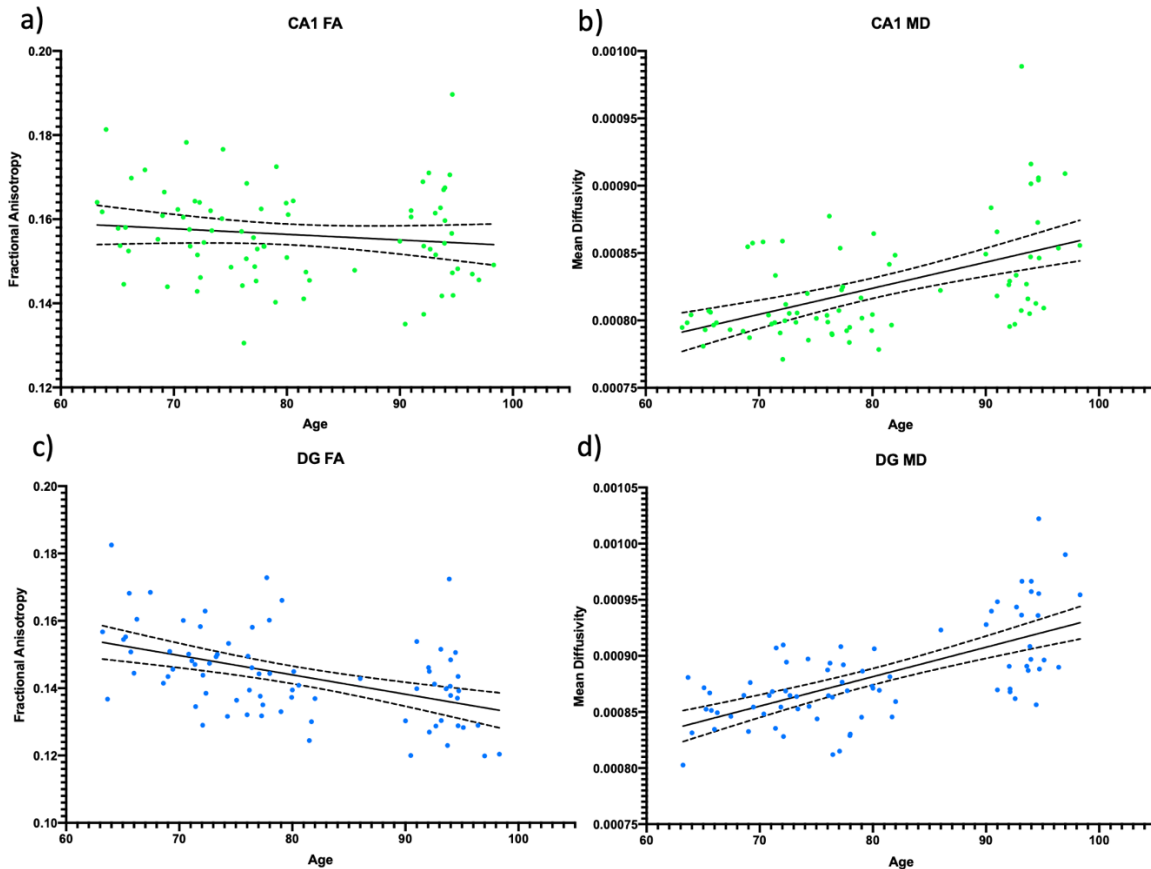 a)
CA1 FA
0.20
0.18
0.16
0.14
0.12
Fractional Anisotropy
60
70
80
90
100
Age
b)
CA1 MD
0.00100
0.00095
0.00090
0.00085
0.00080
0.00075
Mean Diffusivity
60
70
80
90
100
Age
c)
DG FA
0.20
0.18
0.16
0.14
0.12
0.10
Fractional Anisotropy
60
70
80
90
100
Age
d)
DG MD
0.00105
0.00100
0.00095
0.00090
0.00085
0.00080
0.00075
Mean Diffusivity
60
70
80
90
100
Age